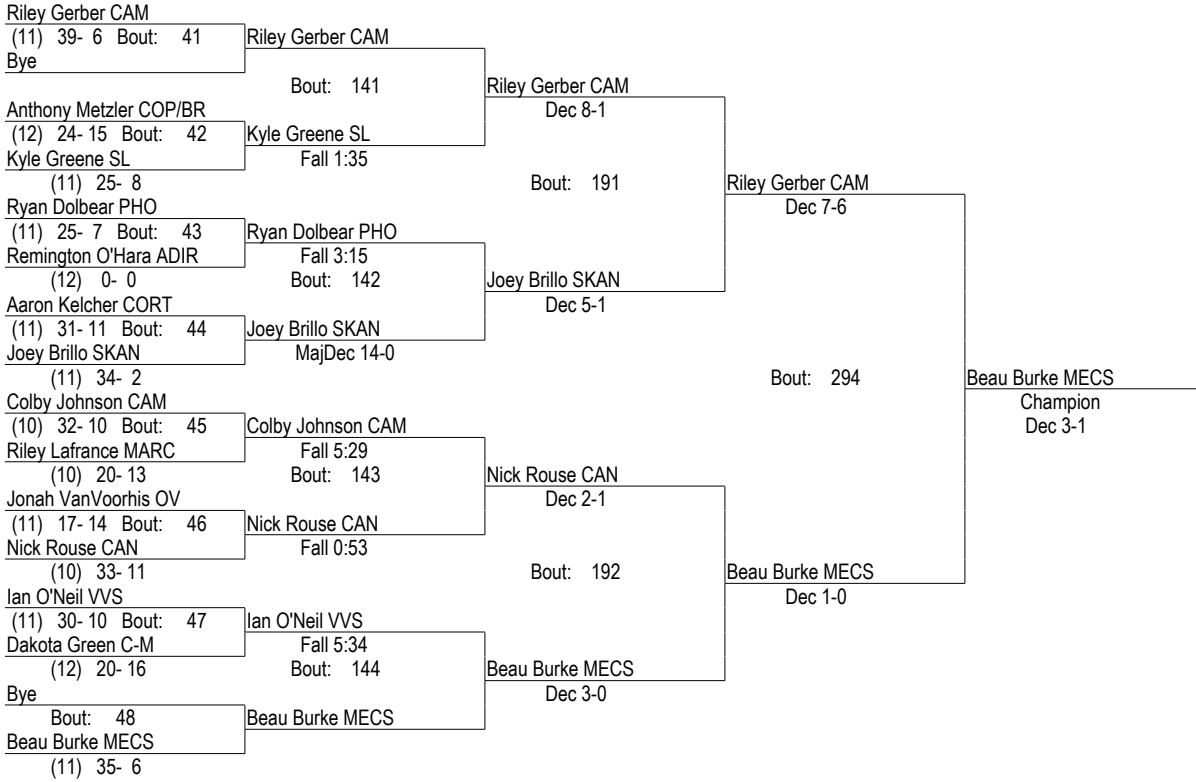 Riley Gerber CAM
(11) 39- 6 Bout: 41 Riley Gerber CAM
Bye
Bout: 141 Riley Gerber CAM
Anthony Metzler COP/BR Dec 8-1
(12) 24- 15 Bout: 42 Kyle Greene SL
Kyle Greene SL Fall 1:35
(11) 25- 8 Bout: 191 Riley Gerber CAM
Ryan Dolbear PHO Dec 7-6
(11) 25- 7 Bout: 43 Ryan Dolbear PHO
Remington O'Hara ADIR Fall 3:15
(12) 0- 0 Bout: 142 Joey Brillo SKAN
Aaron Kelcher CORT Dec 5-1
(11) 31- 11 Bout: 44 Joey Brillo SKAN
Joey Brillo SKAN MajDec 14-0
(11) 34- 2 Bout: 294 Beau Burke MECS
Colby Johnson CAM Champion
(10) 32- 10 Bout: 45 Colby Johnson CAM Dec 3-1
Riley Lafrance MARC Fall 5:29
(10) 20- 13 Bout: 143 Nick Rouse CAN
Jonah VanVoorhis OV Dec 2-1
(11) 17- 14 Bout: 46 Nick Rouse CAN
Nick Rouse CAN Fall 0:53
(10) 33- 11 Bout: 192 Beau Burke MECS
Ian O'Neil VVS Dec 1-0
(11) 30- 10 Bout: 47 Ian O'Neil VVS
Dakota Green C-M Fall 5:34
(12) 20- 16 Bout: 144 Beau Burke MECS
Bye Dec 3-0
Bout: 48 Beau Burke MECS
Beau Burke MECS
(11) 35- 6